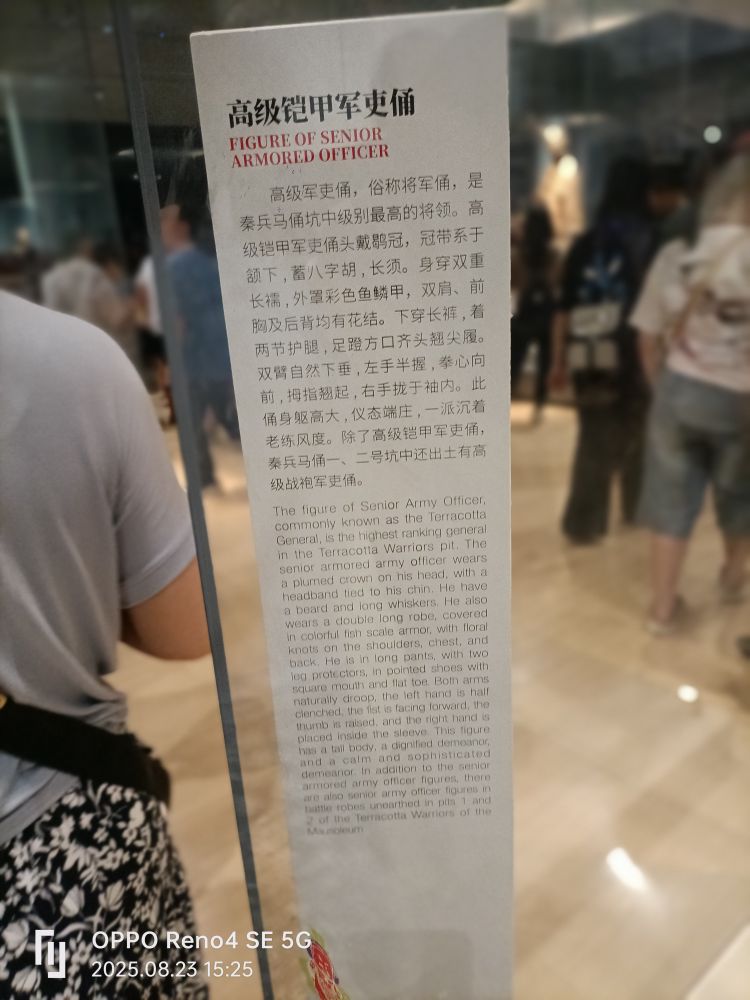 高级铠甲军吏俑
FIGURE OF SENIOR
ARMORED OFFICER
高级军吏俑，俗称将军俑，是
秦兵马俑坑中级别最高的将领。高
级铠甲军吏俑头戴鹖冠，冠带系于
颔下，蓄八字胡，长须。身穿双重
长襦，外罩彩色鱼鳞甲，双肩、前
胸及后背均有花结。下穿长裤，着
两节护腿，足蹬方口齐头翘尖履。
双臂自然下垂，左手半握，拳心向
前，拇指翘起，右手拢于袖内。此
俑身躯高大，仪态端庄，一派沉着
老练风度。除了高级铠甲军吏俑，
秦兵马俑一、二号坑中还出土有高
级战袍军吏俑。
The figure of Senior Army Officer,
commonly known as the Terracotta
General, is the highest ranking general
in the Terracotta Warriors pit. The
senior armored army officer wears
a plumed crown on his head, with a
headband tied to his chin. He have
a beard and long whiskers. He also
wears a double long robe, covered
in colorful fish scale armor, with floral
knots on the shoulders, chest, and
back. He is in long pants, with two
leg protectors, in pointed shoes with
square mouth and flat toe. Both arms
naturally droop, the left hand is half
clenched, the fist is facing forward, the
thumb is raised, and the right hand is
placed inside the sleeve. This figure
has a tall body, a dignified demeanor,
and a calm and sophisticated
demeanor. In addition to the senior
armored army officer figures, there
are also senior army officer figures in
battle robes unearthed in pits 1 and
2 of the Terracotta Warriors of the
Mausoleum
OPPO Reno4 SE 5G
2025.08.23 15:25